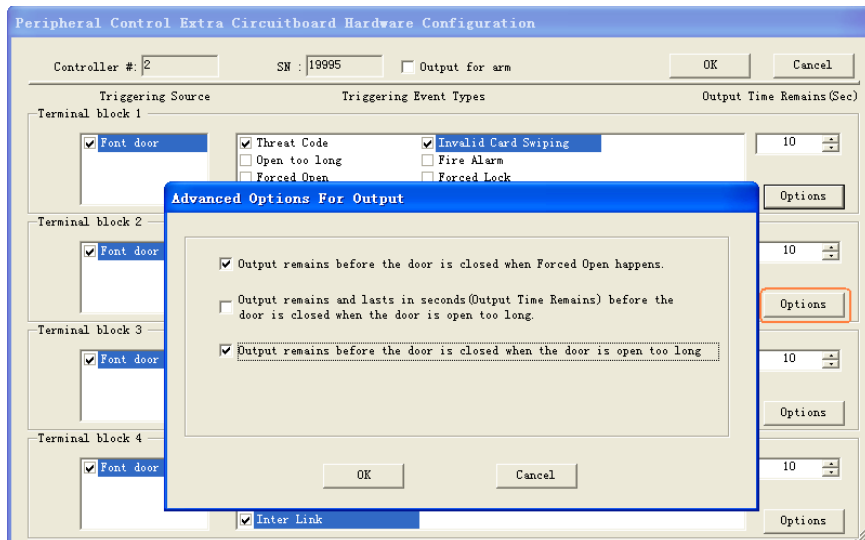 Peripheral Control Extra Circuitboard Hardware Configuration
Controller #: 2 SN : 19995 Output for arm OK Cancel
Triggering Source Triggering Event Types Output Time Remains(Sec)
Terminal block 1
Font door Threat Code Invalid Card Swiping 10
Open too long Fire Alarm
Forced Open Forced Lock
Options
Advanced Options For Output
Terminal block 2
Font door 10
Output remains before the door is closed when Forced Open happens.
Output remains and lasts in seconds(Output Time Remains) before the
door is closed when the door is open too long.
Options
Terminal block 3
Output remains before the door is closed when the door is open too long
Font door 10
Options
Terminal block 4
Font door 10
OK Cancel
Inter Link Options